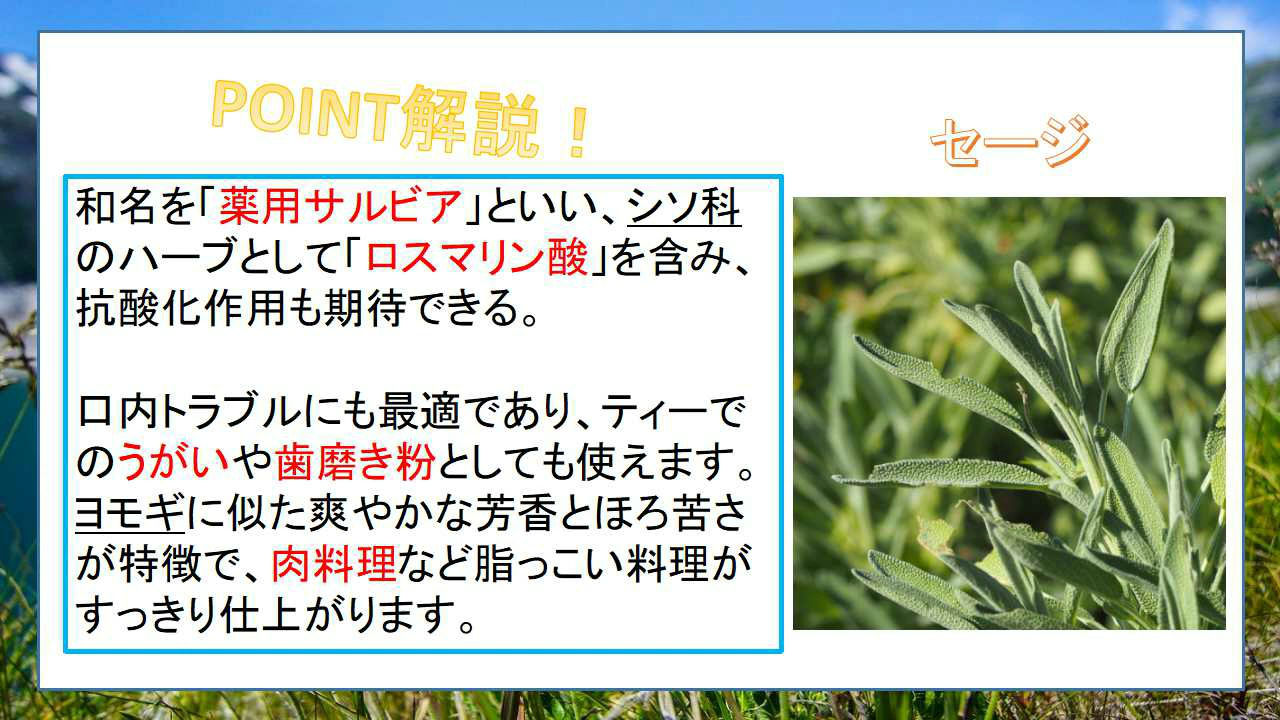 POINT解説！
セージ
和名を「薬用サルビア」といい、シソ科
のハーブとして「ロスマリン酸」を含み、
抗酸化作用も期待できる。
口内トラブルにも最適であり、ティーで
のうがいや歯磨き粉としても使えます。
ヨモギに似た爽やかな芳香とほろ苦さ
が特徴で、肉料理など脂っこい料理が
すっきり仕上がります。